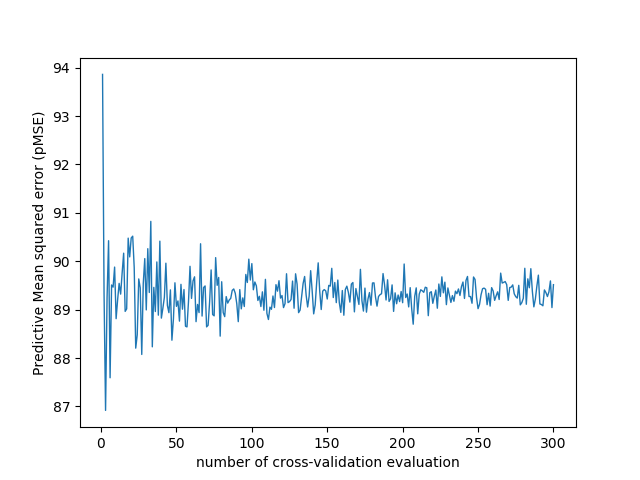 94
93
92
91
90
89
88
87
Predictive Mean squared error (pMSE)
0 50 100 150 200 250 300
number of cross-validation evaluation